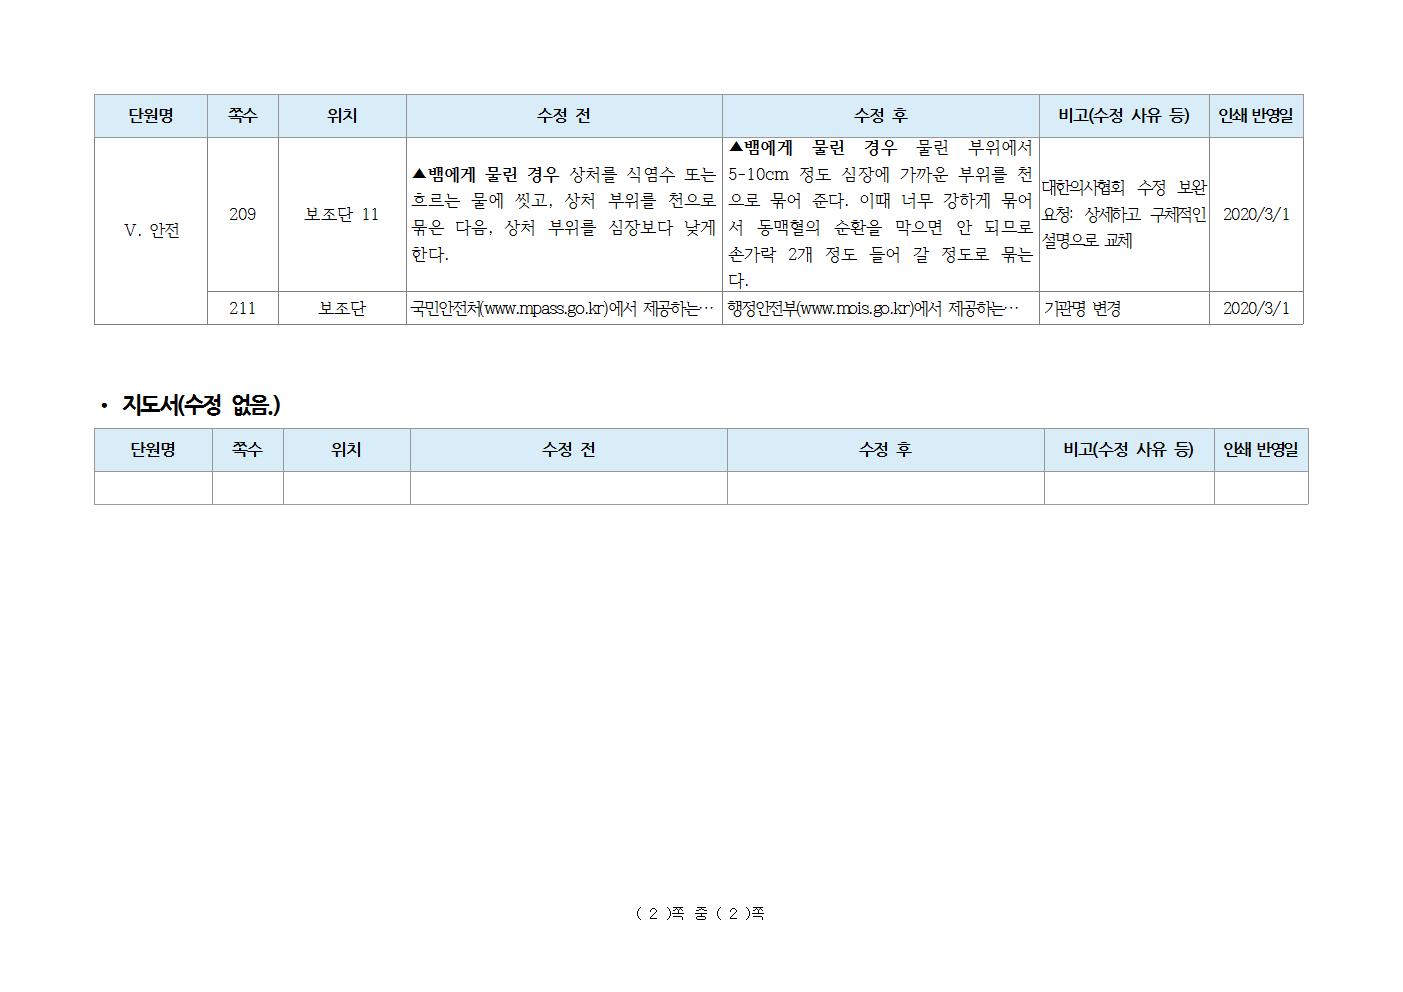 단원명 쪽수 위치 수정 전 수정 후 비고(수정 사유 등) 인쇄 반영일
Ⅴ. 안전
209
보조단 11
▲뱀에게 물린 경우 상처를 식염수 또는
흐르는 물에 씻고, 상처 부위를 천으로
묶은 다음, 상처 부위를 심장보다 낮게
한다.
▲뱀에게 물린 경우 물린 부위에서
5-10cm 정도 심장에 가까운 부위를 천
으로 묶어 준다. 이때 너무 강하게 묶어
서 동맥혈의 순환을 막으면 안 되므로
손가락 2개 정도 들어 갈 정도로 묶는
다.
대한의사협회 수정 보완
요청: 상세하고 구체적인
설명으로 교체
2020/3/1
211 보조단 국민안전처(www.mpass.go.kr)에서 제공하는… 행정안전부(www.mois.go.kr)에서 제공하는… 기관명 변경 2020/3/1
• 지도서(수정 없음.)
단원명 쪽수 위치 수정 전 수정 후 비고(수정 사유 등) 인쇄 반영일
( 2 )쪽 중 ( 2 )쪽